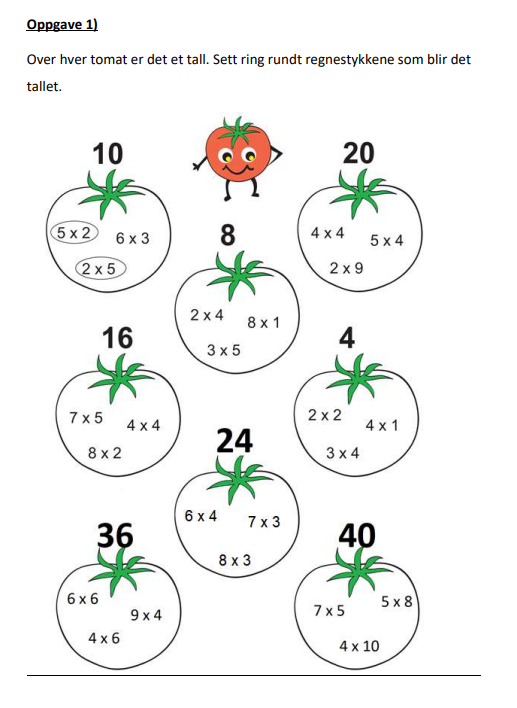 Oppgave 1)
Over hver tomat er det et tall. Sett ring rundt regnestykkene som blir det
tallet.
10
5 x 2
6 x 3
2 x 5
20
4 x 4
5 x 4
2 x 9
8
2 x 4
8 x 1
3 x 5
16
7 x 5
4 x 4
8 x 2
4
2 x 2
4 x 1
3 x 4
24
6 x 4
7 x 3
8 x 3
36
6 x 6
9 x 4
4 x 6
40
5 x 8
7 x 5
4 x 10